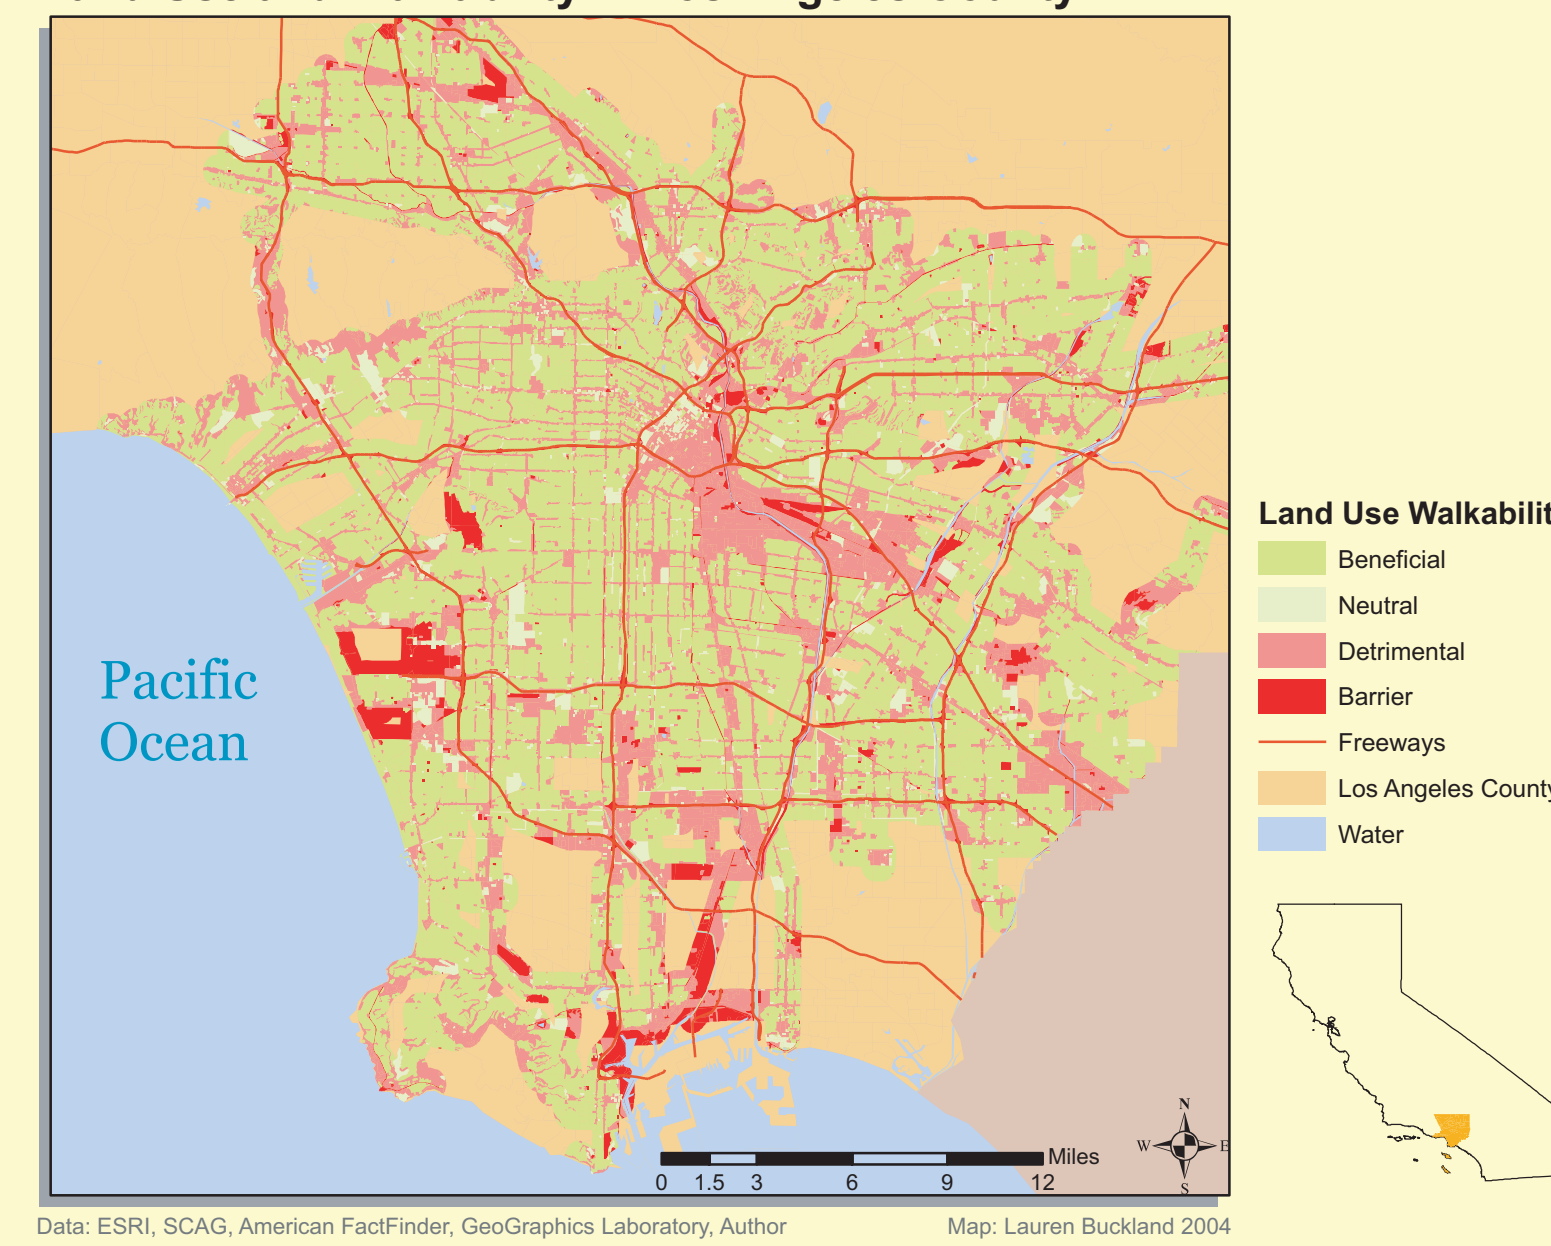 Pacific
Ocean
Land Use Walkabilit
Beneficial
Neutral
Detrimental
Barrier
Freeways
Los Angeles County
Water
N
W E
S
Miles
0 1.5 3 6 9 12
Data: ESRI, SCAG, American FactFinder, GeoGraphics Laboratory, Author
Map: Lauren Buckland 2004